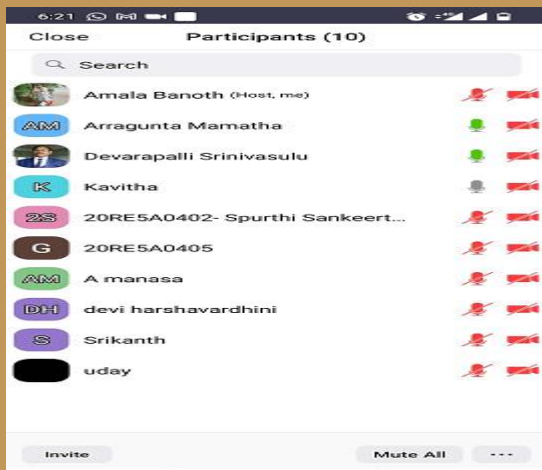 6:21
Close Participants (10)
Search
Amala Banoth (Host, me)
AM Arragunta Mamatha
Devarapalli Srinivasulu
K Kavitha
2S 20RE5A0402- Spurthi Sankeert...
G 20RE5A0405
AM A manasa
DH devi harshavardhini
S Srikanth
uday
Invite Mute All ...